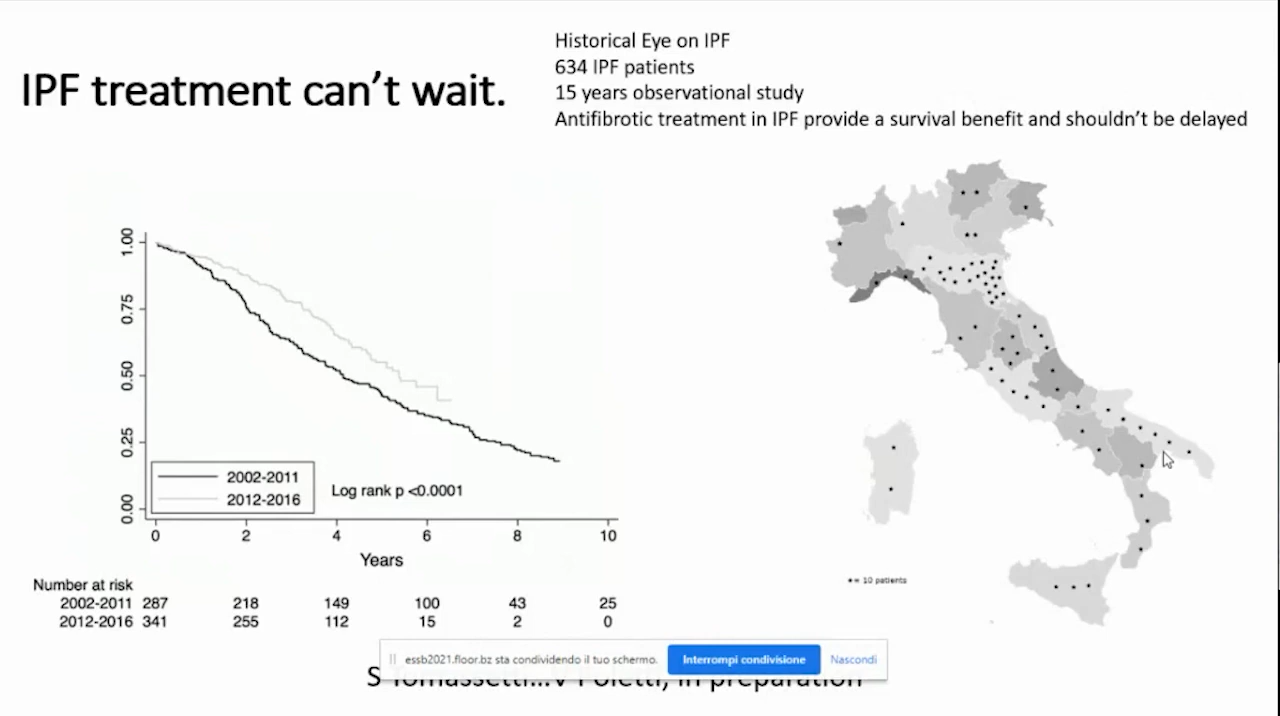 IPF treatment can't wait.
Historical Eye on IPF
634 IPF patients
15 years observational study
Antifibrotic treatment in IPF provide a survival benefit and shouldn't be delayed
1.00
0.75
0.50
0.25
0.00
2002-2011
2012-2016
Log rank p <0.0001
0 2 4 6 8 10
Years
Number at risk
2002-2011 287 218 149 100 43 25
2012-2016 341 255 112 15 2 0
*= 10 patients
essb2021.floor.bz sta condividendo il tuo schermo. Interrompi condivisione Nascondi
S Tomassetti...V Poletti, in preparation